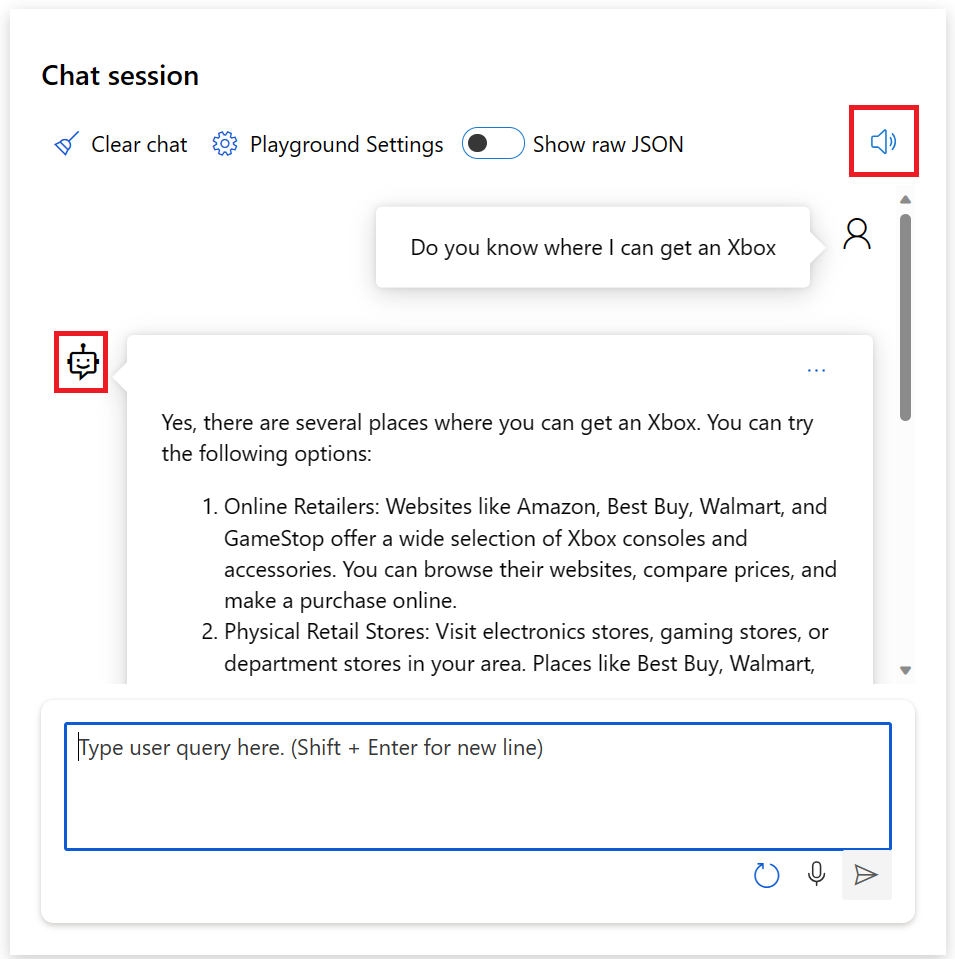 Chat session
Clear chat Playground Settings Show raw JSON
Do you know where I can get an Xbox
...
Yes, there are several places where you can get an Xbox. You can try
the following options:
1. Online Retailers: Websites like Amazon, Best Buy, Walmart, and
GameStop offer a wide selection of Xbox consoles and
accessories. You can browse their websites, compare prices, and
make a purchase online.
2. Physical Retail Stores: Visit electronics stores, gaming stores, or
department stores in your area. Places like Best Buy, Walmart,
Type user query here. (Shift + Enter for new line)